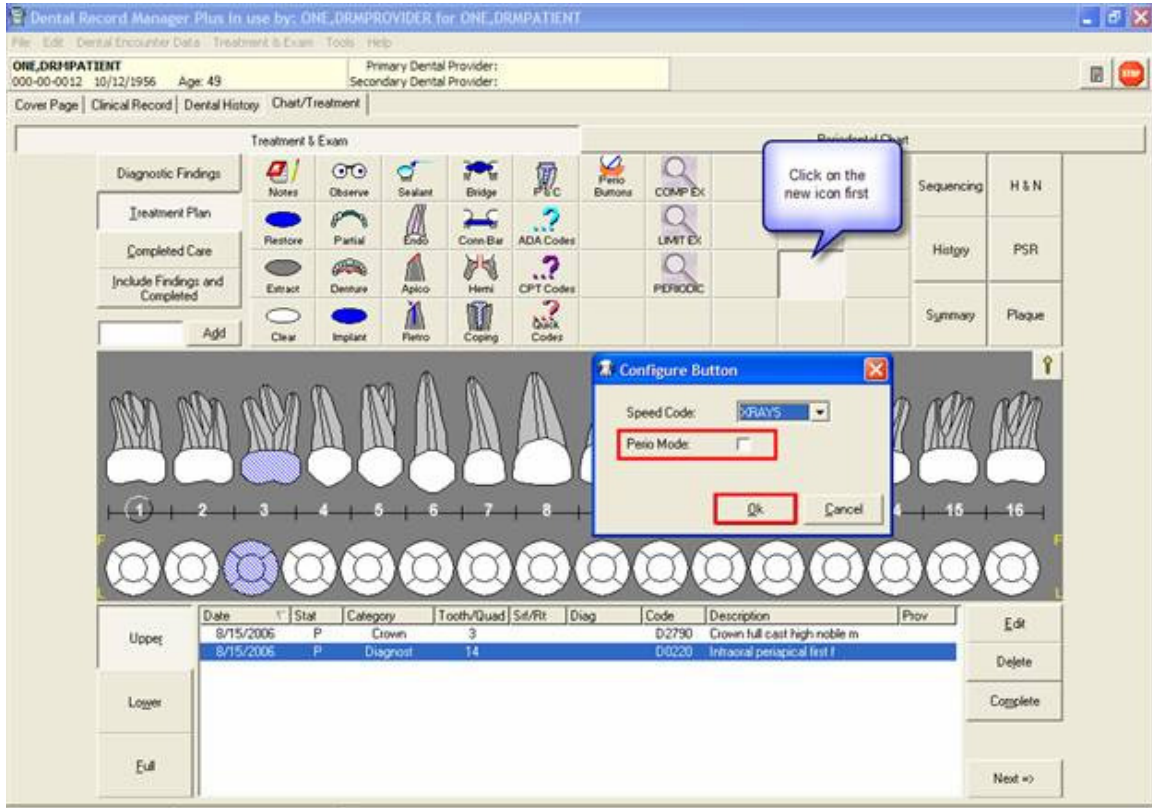 Dental Record Manager Plus in use by: ONE,DRMPROVIDER for ONE,DRMPATIENT
File Edit Dental Encounter Data Treatment & Exam Tools Help
ONE,DRMPATIENT Primary Dental Provider:
000-00-0012 10/12/1956 Age: 49 Secondary Dental Provider:
STOP
Cover Page Clinical Record Dental History Chart/Treatment
Treatment & Exam Periodontal Chart
Click on the
new icon first
Diagnostic Findings
Treatment Plan
Completed Care
Include Findings and
Completed
Add
Notes Observe Sealant Bridge P&C Perio
Buttons COMP EX
Restore Partial Endo Conn-Bar ADA Codes LIMIT EX
Extract Denture Apico Hemi CPT Codes PERIODIC
Clear Implant Retro Coping Quick
Codes
Sequencing H & N
History PSR
Summary Plaque
Configure Button
Speed Code: XRAYS
Perio Mode:
Ok Cancel
1 2 3 4 5 6 7 8 4 15 16
F F
L L
Upper
Lower
Full
Date Stat Category Tooth/Quad Srf/Rt Diag Code Description Prov
8/15/2006 P Crown 3 D2790 Crown full cast high noble m
8/15/2006 P Diagnost 14 D0220 Intraoral periapical first f
Edit
Delete
Complete
Next =>